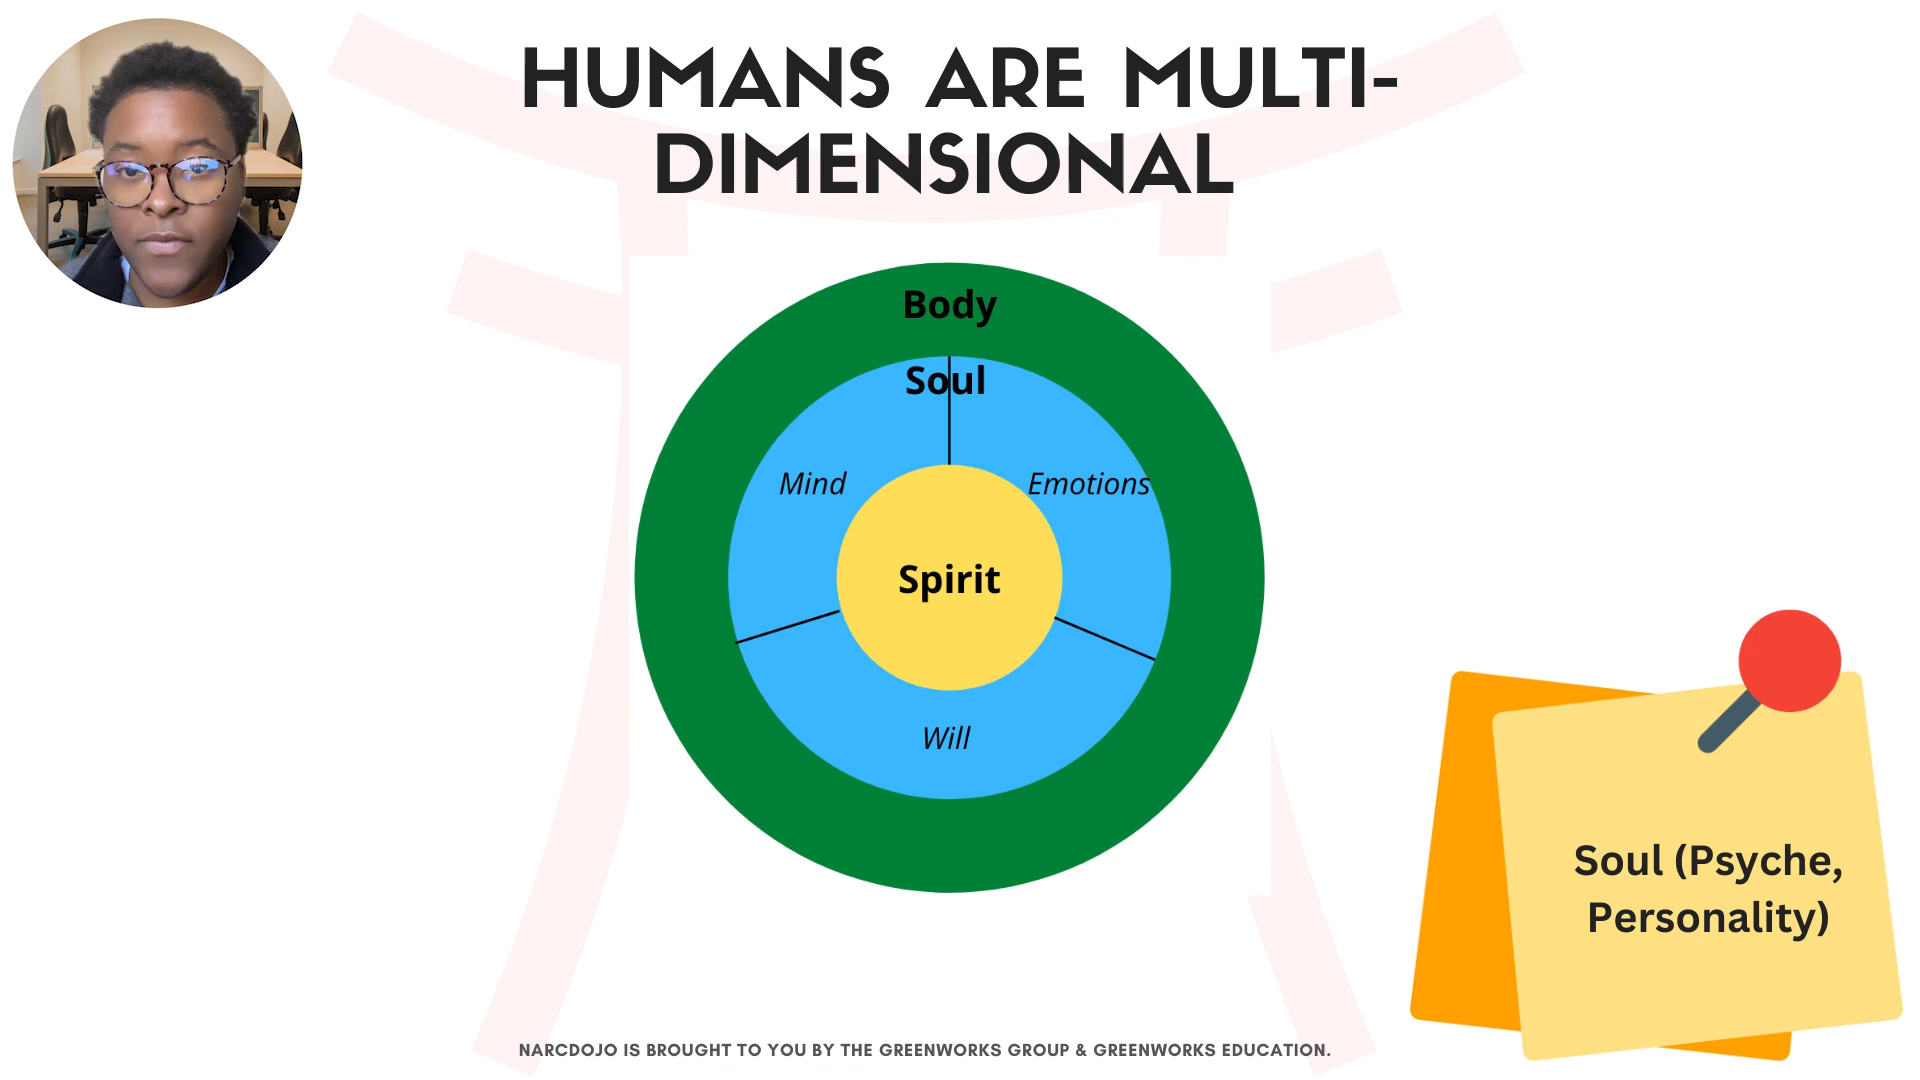 HUMANS ARE MULTI-
DIMENSIONAL
Body
Soul
Mind
Emotions
Spirit
Will
Soul (Psyche,
Personality)
NARCDOJO IS BROUGHT TO YOU BY THE GREENWORKS GROUP & GREENWORKS EDUCATION.